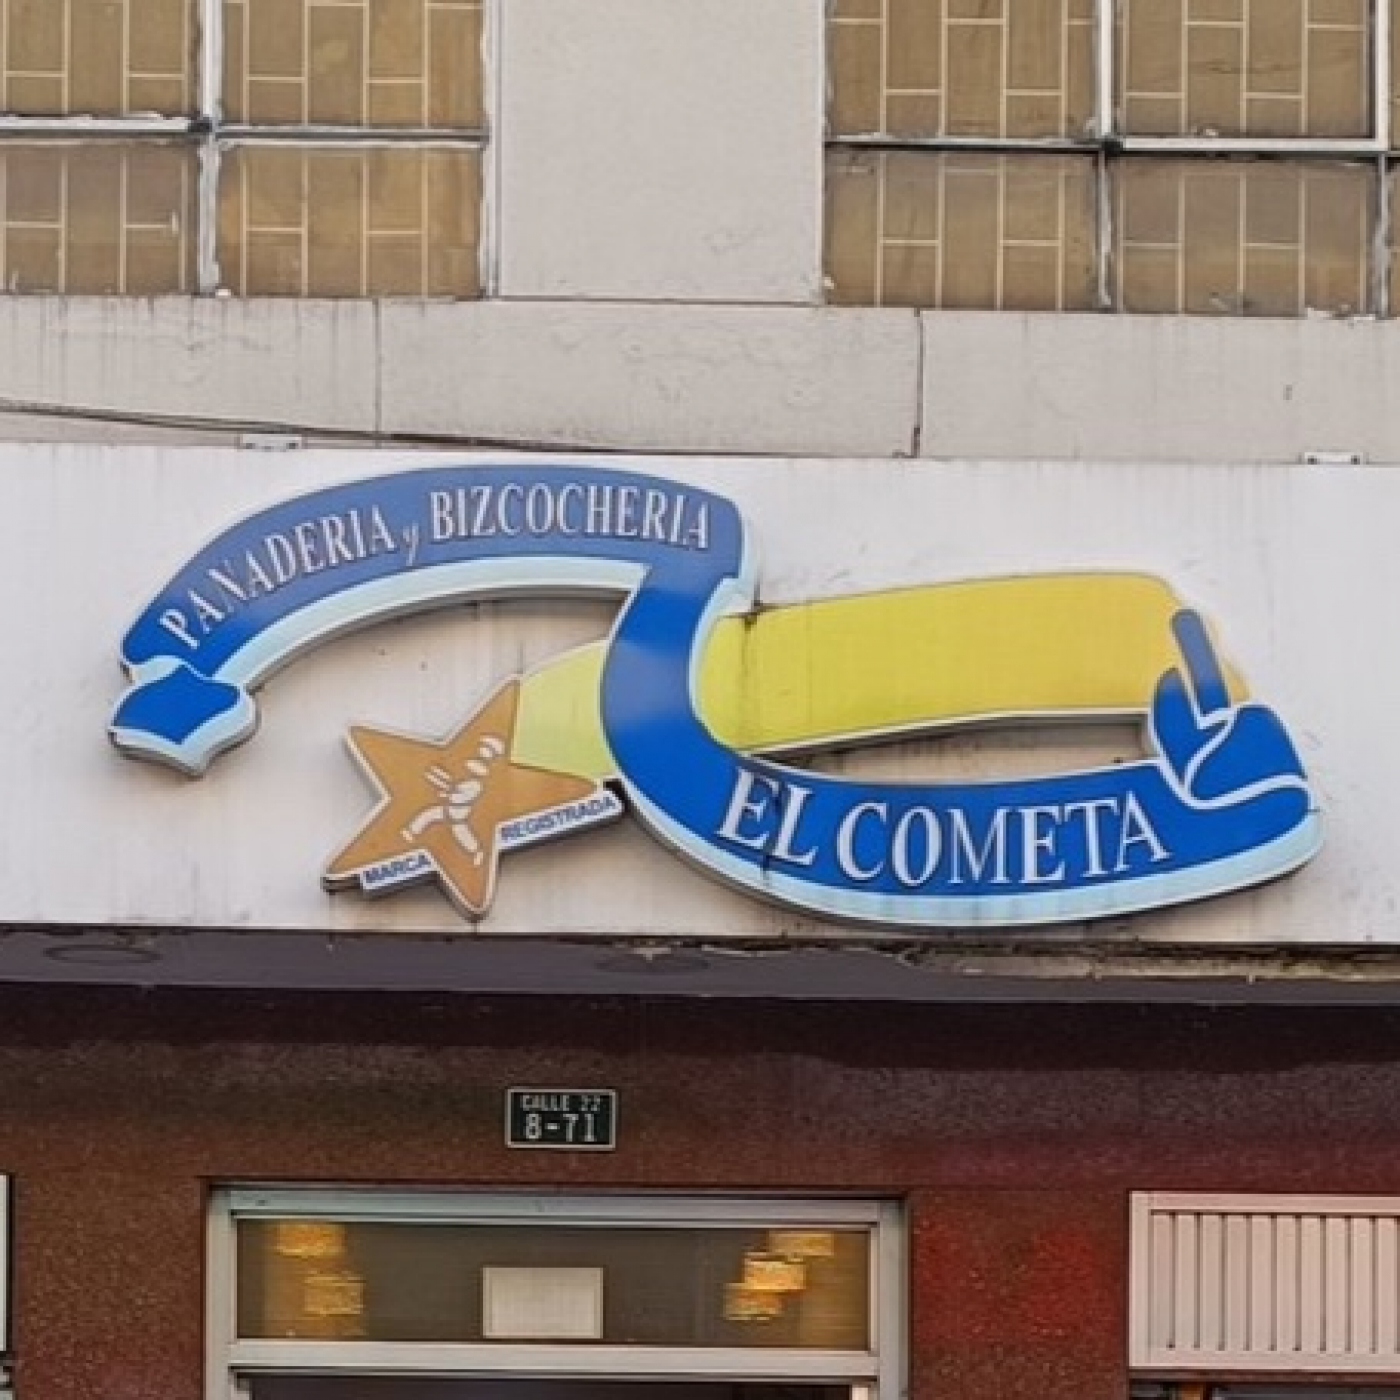 PANADERIA y BIZCOCHERIA
EL COMETA
MARCA REGISTRADA
CALLE 22
8-71